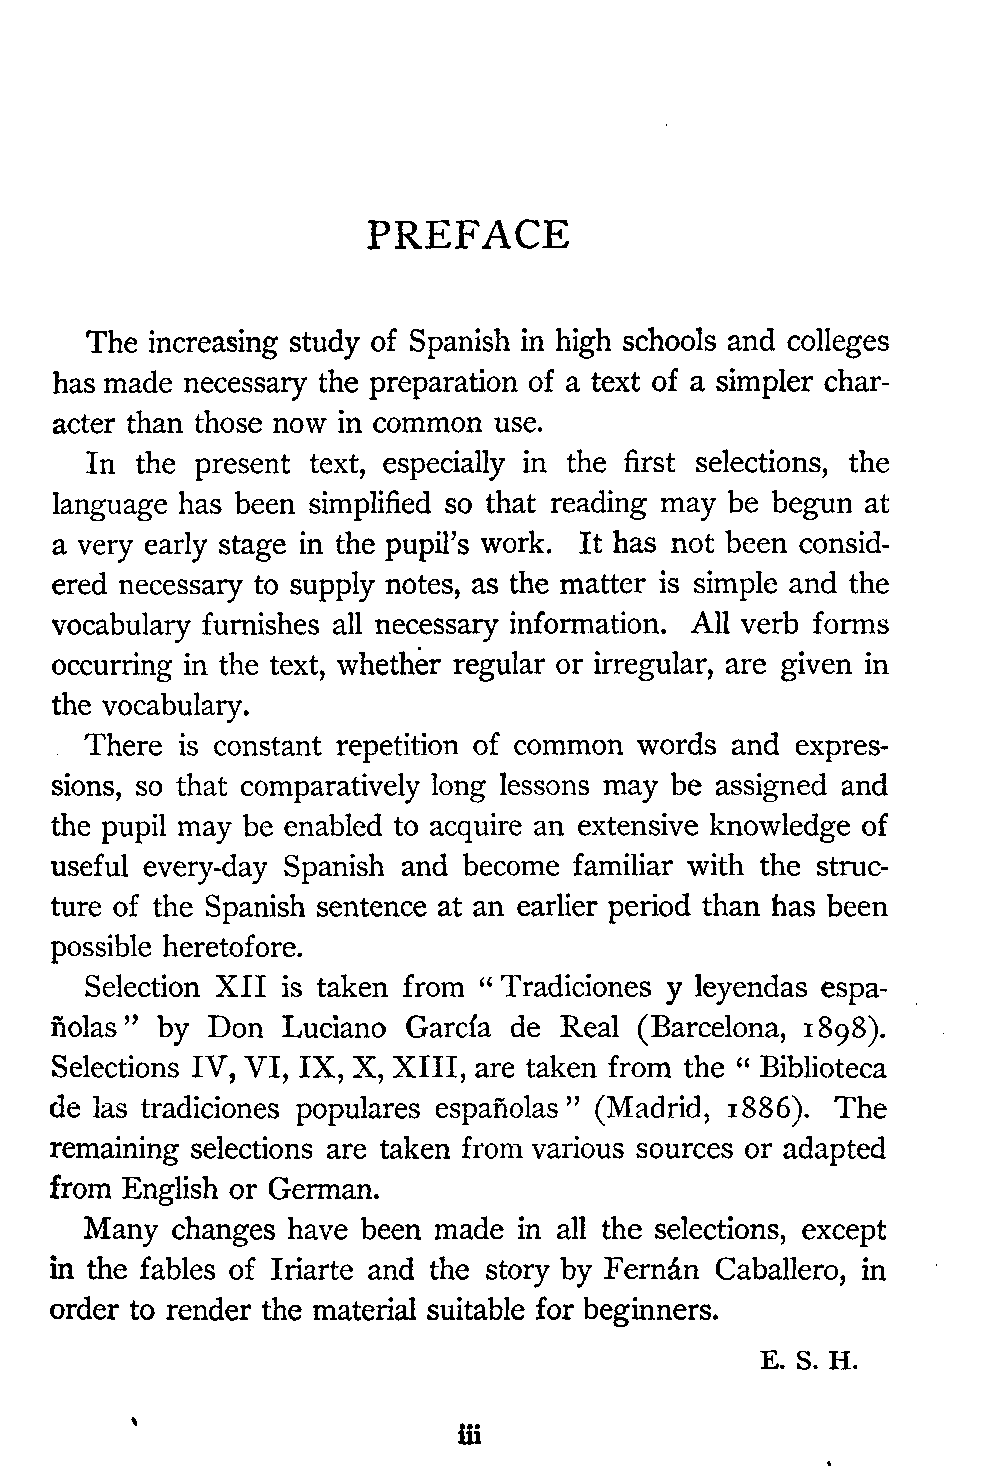 PREFACE
The increasing study of Spanish in high schools and colleges
has made necessary the preparation of a text of a simpler char-
acter than those now in common use.
In the present text, especially in the first selections, the
language has been simplified so that reading may be begun at
a very early stage in the pupil's work. It has not been consid-
ered necessary to supply notes, as the matter is simple and the
vocabulary furnishes all necessary information. All verb forms
occurring in the text, whether regular or irregular, are given in
the vocabulary.
There is constant repetition of common words and expres-
sions, so that comparatively long lessons may be assigned and
the pupil may be enabled to acquire an extensive knowledge of
useful every-day Spanish and become familiar with the struc-
ture of the Spanish sentence at an earlier period than has been
possible heretofore.
Selection XII is taken from “Tradiciones y leyendas espa-
ñolas” by Don Luciano García de Real (Barcelona, 1898).
Selections IV, VI, IX, X, XIII, are taken from the “Biblioteca
de las tradiciones populares españolas” (Madrid, 1886). The
remaining selections are taken from various sources or adapted
from English or German.
Many changes have been made in all the selections, except
in the fables of Iriarte and the story by Fernán Caballero, in
order to render the material suitable for beginners.
E. S. H.
iii